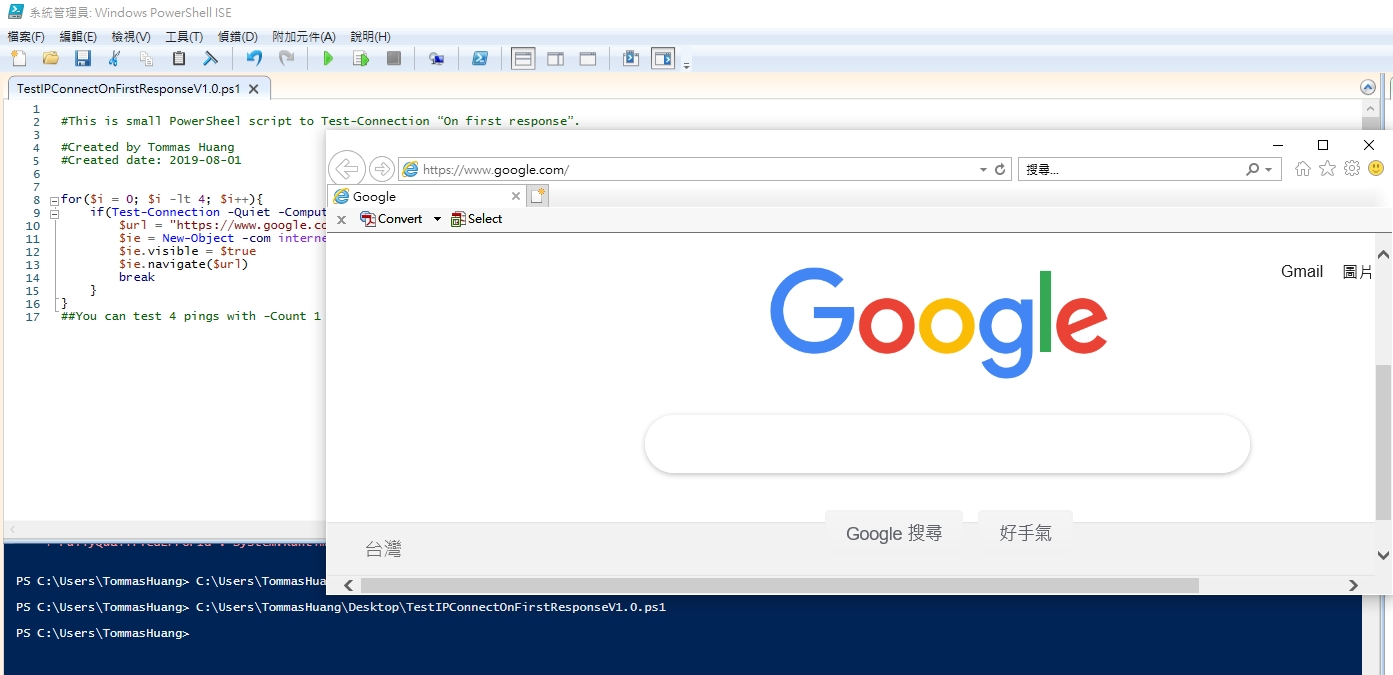 系統管理員: Windows PowerShell ISE
檔案(F) 編輯(E) 檢視(V) 工具(T) 偵錯(D) 附加元件(A) 說明(H)
TestIPConnectOnFirstResponseV1.0.ps1
1
2 #This is small PowerSheel script to Test-Connection “On first response”.
3
4 #Created by Tommas Huang
5 #Created date: 2019-08-01
6
7
8 for($i = 0; $i -lt 4; $i++){
9 if(Test-Connection -Quiet -Comput
10 $url = "https://www.google.co
11 $ie = New-Object -com interne
12 $ie.visible = $true
13 $ie.navigate($url)
14 break
15 }
16 }
17 ##You can test 4 pings with -Count 1
https://www.google.com/
搜尋...
Google
Convert Select
Gmail 圖片
Google
Google 搜尋 好手氣
台灣
PS C:\Users\TommasHuang> C:\Users\TommasHua
PS C:\Users\TommasHuang> C:\Users\TommasHuang\Desktop\TestIPConnectOnFirstResponseV1.0.ps1
PS C:\Users\TommasHuang>